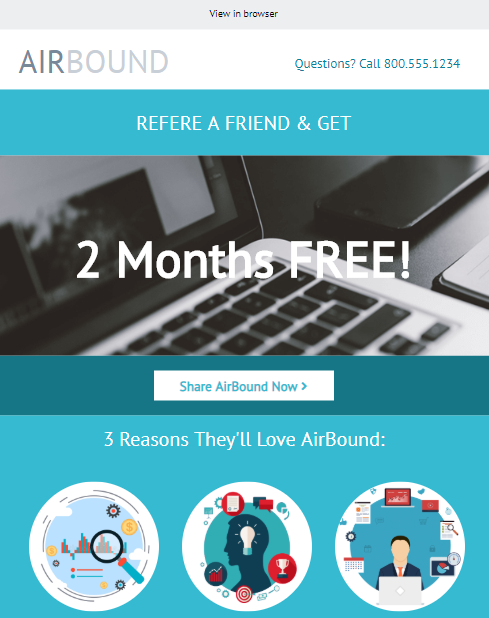 View in browser
AIRBOUND
Questions? Call 800.555.1234
REFERE A FRIEND & GET
2 Months FREE!
Share AirBound Now >
3 Reasons They'll Love AirBound: